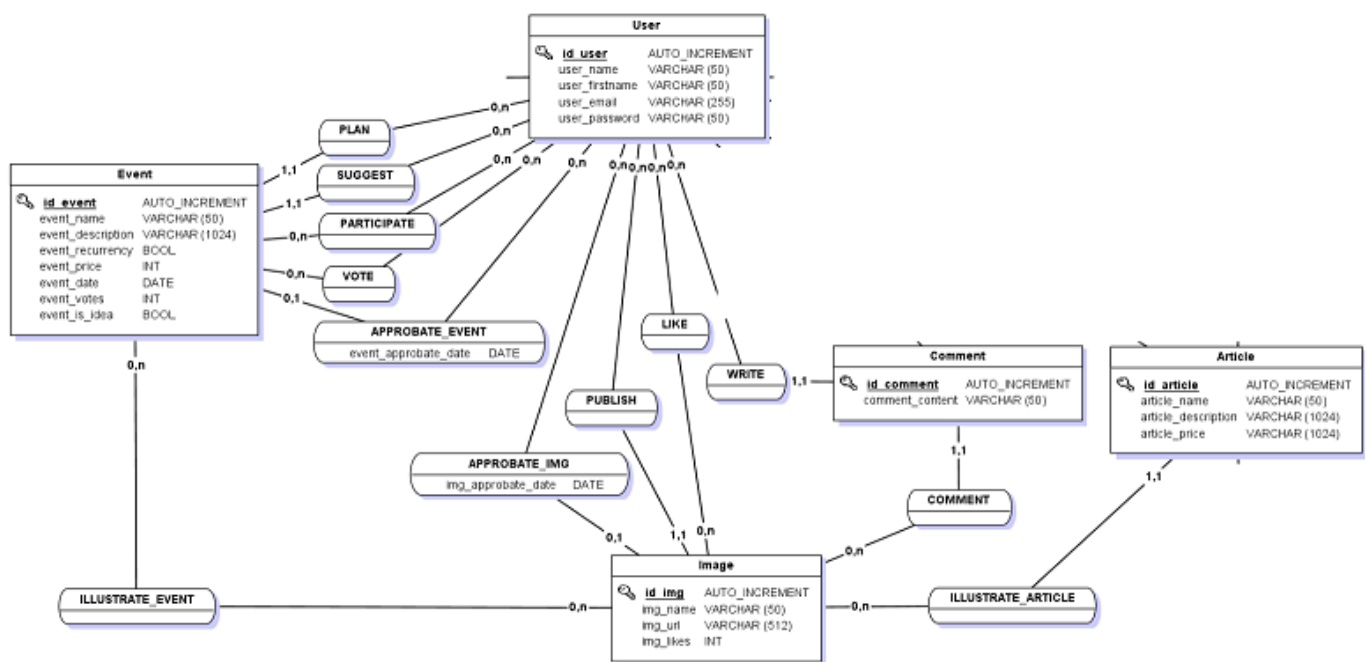 User
id_user AUTO_INCREMENT
user_name VARCHAR (50)
user_firstname VARCHAR (50)
user_email VARCHAR (255)
user_password VARCHAR (50)
0,n
PLAN
1,1
0,n
SUGGEST
1,1
0,n
PARTICIPATE
0,n
0,n
VOTE
0,n
Event
id_event AUTO_INCREMENT
event_name VARCHAR (50)
event_description VARCHAR (1024)
event_recurrency BOOL
event_price INT
event_date DATE
event_votes INT
event_is_idea BOOL
0,n
0,1
APPROBATE_EVENT
event_approbate_date DATE
0,n
0,n
0,n
0,n
LIKE
WRITE
1,1
PUBLISH
APPROBATE_IMG
img_approbate_date DATE
Comment
id_comment AUTO_INCREMENT
comment_content VARCHAR (50)
Article
id_article AUTO_INCREMENT
article_name VARCHAR (50)
article_description VARCHAR (1024)
article_price VARCHAR (1024)
0,n
1,1
1,1
COMMENT
0,1
1,1
0,n
0,n
Image
id_img AUTO_INCREMENT
img_name VARCHAR (50)
img_url VARCHAR (512)
img_likes INT
ILLUSTRATE_EVENT
0,n
0,n
ILLUSTRATE_ARTICLE